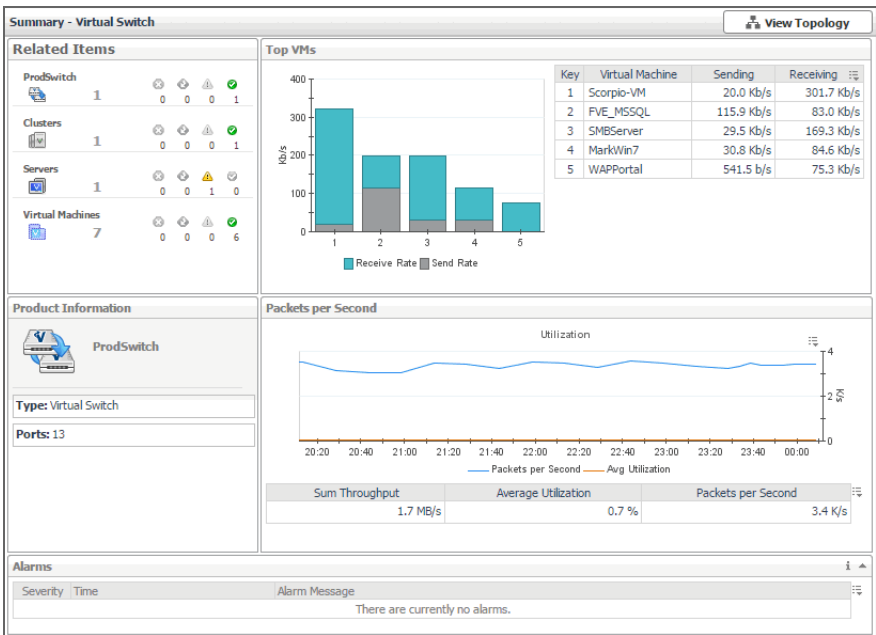 Summary - Virtual Switch
View Topology
Related Items
ProdSwitch
1
0 0 0 1
Clusters
1
0 0 0 1
Servers
1
0 0 1 0
Virtual Machines
7
0 0 0 6
Top VMs
400
300
200
100
0
Kb/s
1 2 3 4 5
Receive Rate Send Rate
Key Virtual Machine Sending Receiving
1 Scorpio-VM 20.0 Kb/s 301.7 Kb/s
2 FVE_MSSQL 115.9 Kb/s 83.0 Kb/s
3 SMBServer 29.5 Kb/s 169.3 Kb/s
4 MarkWin7 30.8 Kb/s 84.6 Kb/s
5 WAPPortal 541.5 b/s 75.3 Kb/s
Product Information
ProdSwitch
Type: Virtual Switch
Ports: 13
Packets per Second
Utilization
4
2
0
K/s
20:20 20:40 21:00 21:20 21:40 22:00 22:20 22:40 23:00 23:20 23:40 00:00
Packets per Second Avg Utilization
Sum Throughput Average Utilization Packets per Second
1.7 MB/s 0.7 % 3.4 K/s
Alarms
Severity Time Alarm Message
There are currently no alarms.